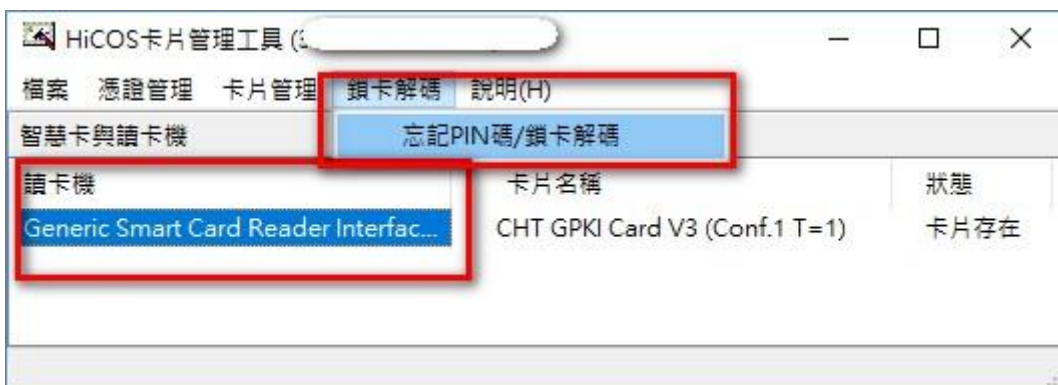 HiCOS卡片管理工具
檔案 憑證管理 卡片管理 鎖卡解碼 說明(H)
智慧卡與讀卡機 忘記PIN碼/鎖卡解碼
讀卡機 卡片名稱 狀態
Generic Smart Card Reader Interfac... CHT GPKI Card V3 (Conf.1 T=1) 卡片存在